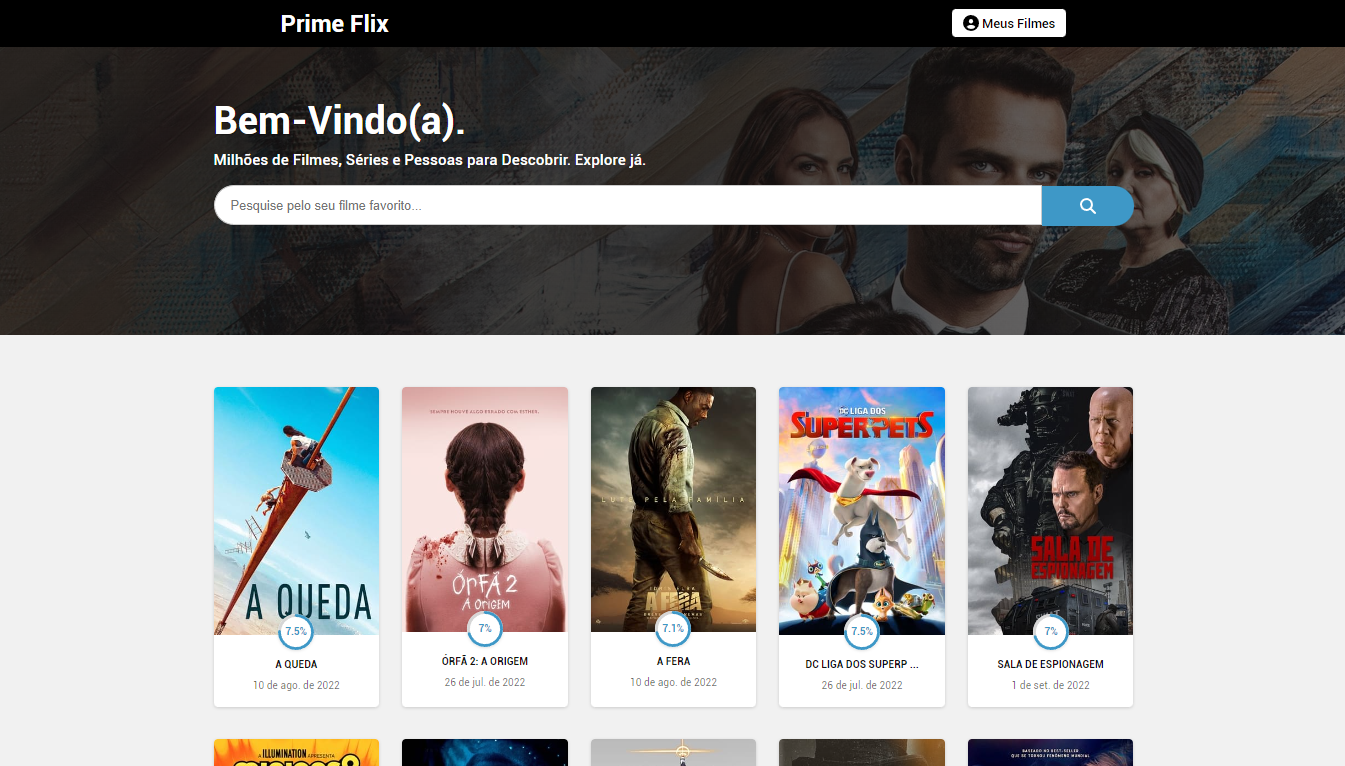 Prime Flix
Meus Filmes
Bem-Vindo(a).
Milhões de Filmes, Séries e Pessoas para Descobrir. Explore já.
Pesquise pelo seu filme favorito...
A QUEDA
SEMPRE HOUVE ALGO ERRADO COM ESTHER.
ÓRFÃ 2
A ORIGEM
LUTE PELA FAMÍLIA
IDRIS ELBA
A FERA
DC LIGA DOS
SUPERPETS
SALA DE
ESPIONAGEM
7.5%
7%
7.1%
7.5%
7%
A QUEDA
ÓRFÃ 2: A ORIGEM
A FERA
DC LIGA DOS SUPERP ...
SALA DE ESPIONAGEM
10 de ago. de 2022
26 de jul. de 2022
10 de ago. de 2022
26 de jul. de 2022
1 de set. de 2022
A ILLUMINATION APRESENTA
BASEADO NO BEST-SELLER
QUE SE TORNOU FENÔMENO MUNDIAL